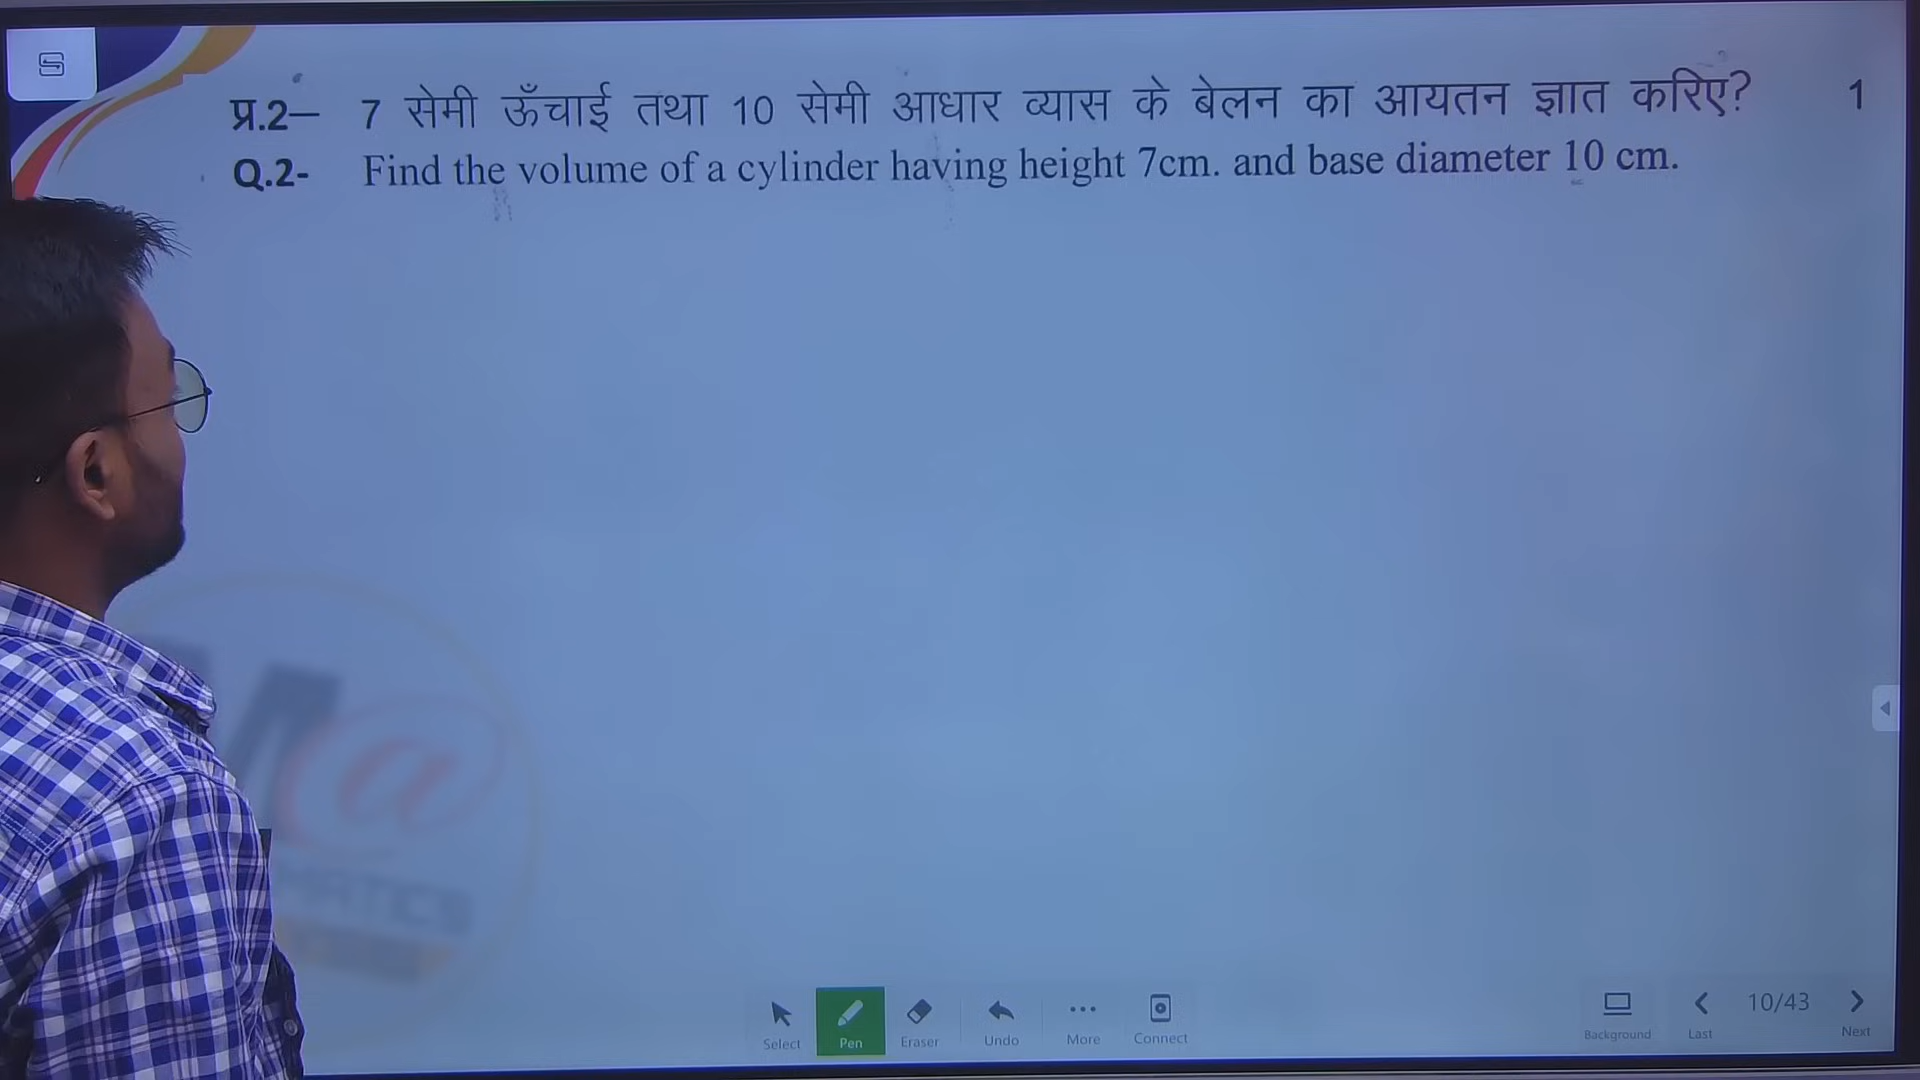 प्र.2– 7 सेमी ऊँचाई तथा 10 सेमी आधार व्यास के बेलन का आयतन ज्ञात करिए? 1
Q.2- Find the volume of a cylinder having height 7cm. and base diameter 10 cm.
M@
MATICS
Select Pen Eraser Undo More Connect
Background Last 10/43 Next